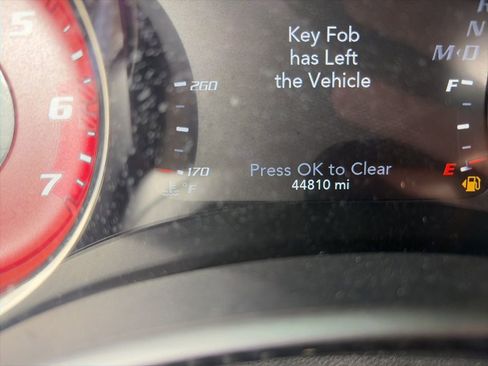 5
6
7
260
170
°F
Key Fob
has Left
the Vehicle
Press OK to Clear
44810 mi
N
M D
F
E